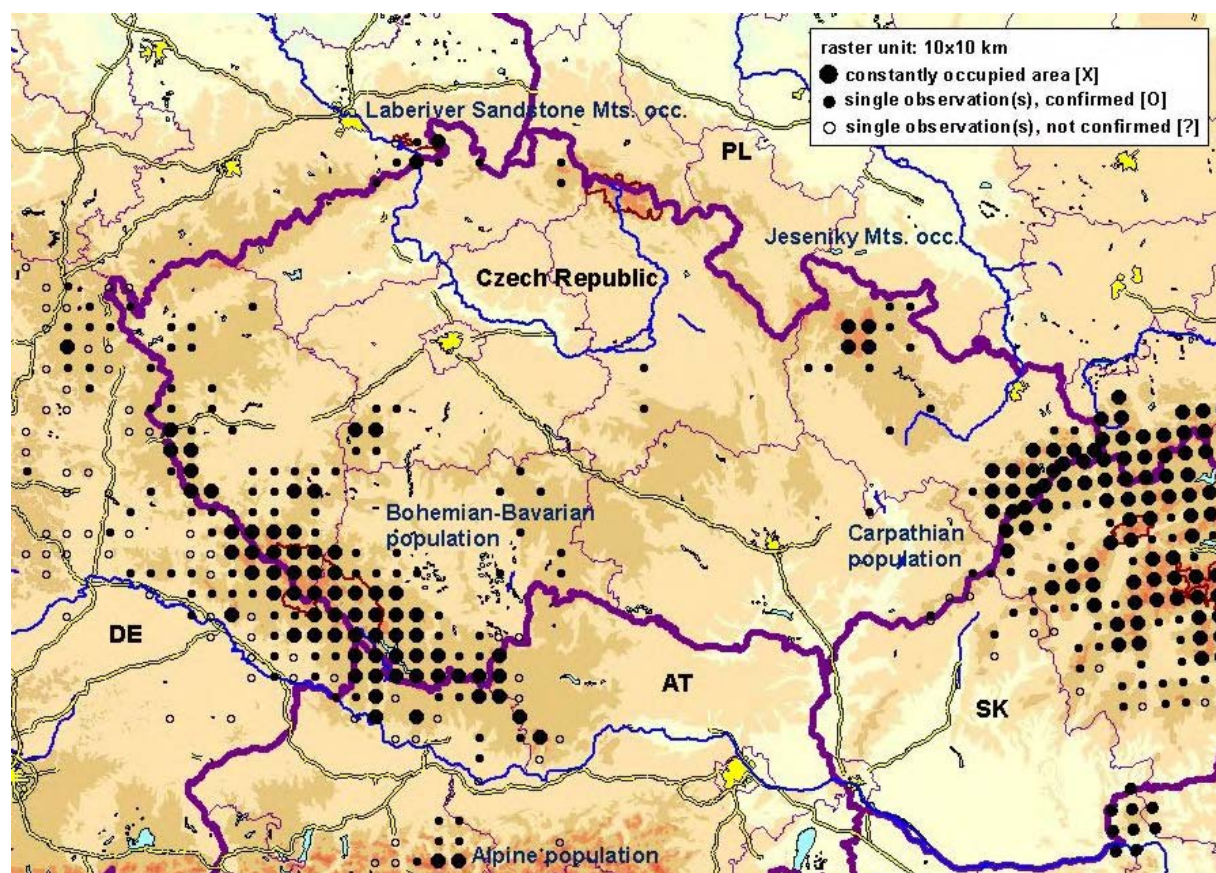 raster unit: 10x10 km
constantly occupied area [X]
single observation(s), confirmed [O]
single observation(s), not confirmed [?]
Laberiver Sandstone Mts. occ.
PL
Jeseniky Mts. occ.
Czech Republic
Bohemian-Bavarian
population
Carpathian
population
DE
AT
SK
Alpine population